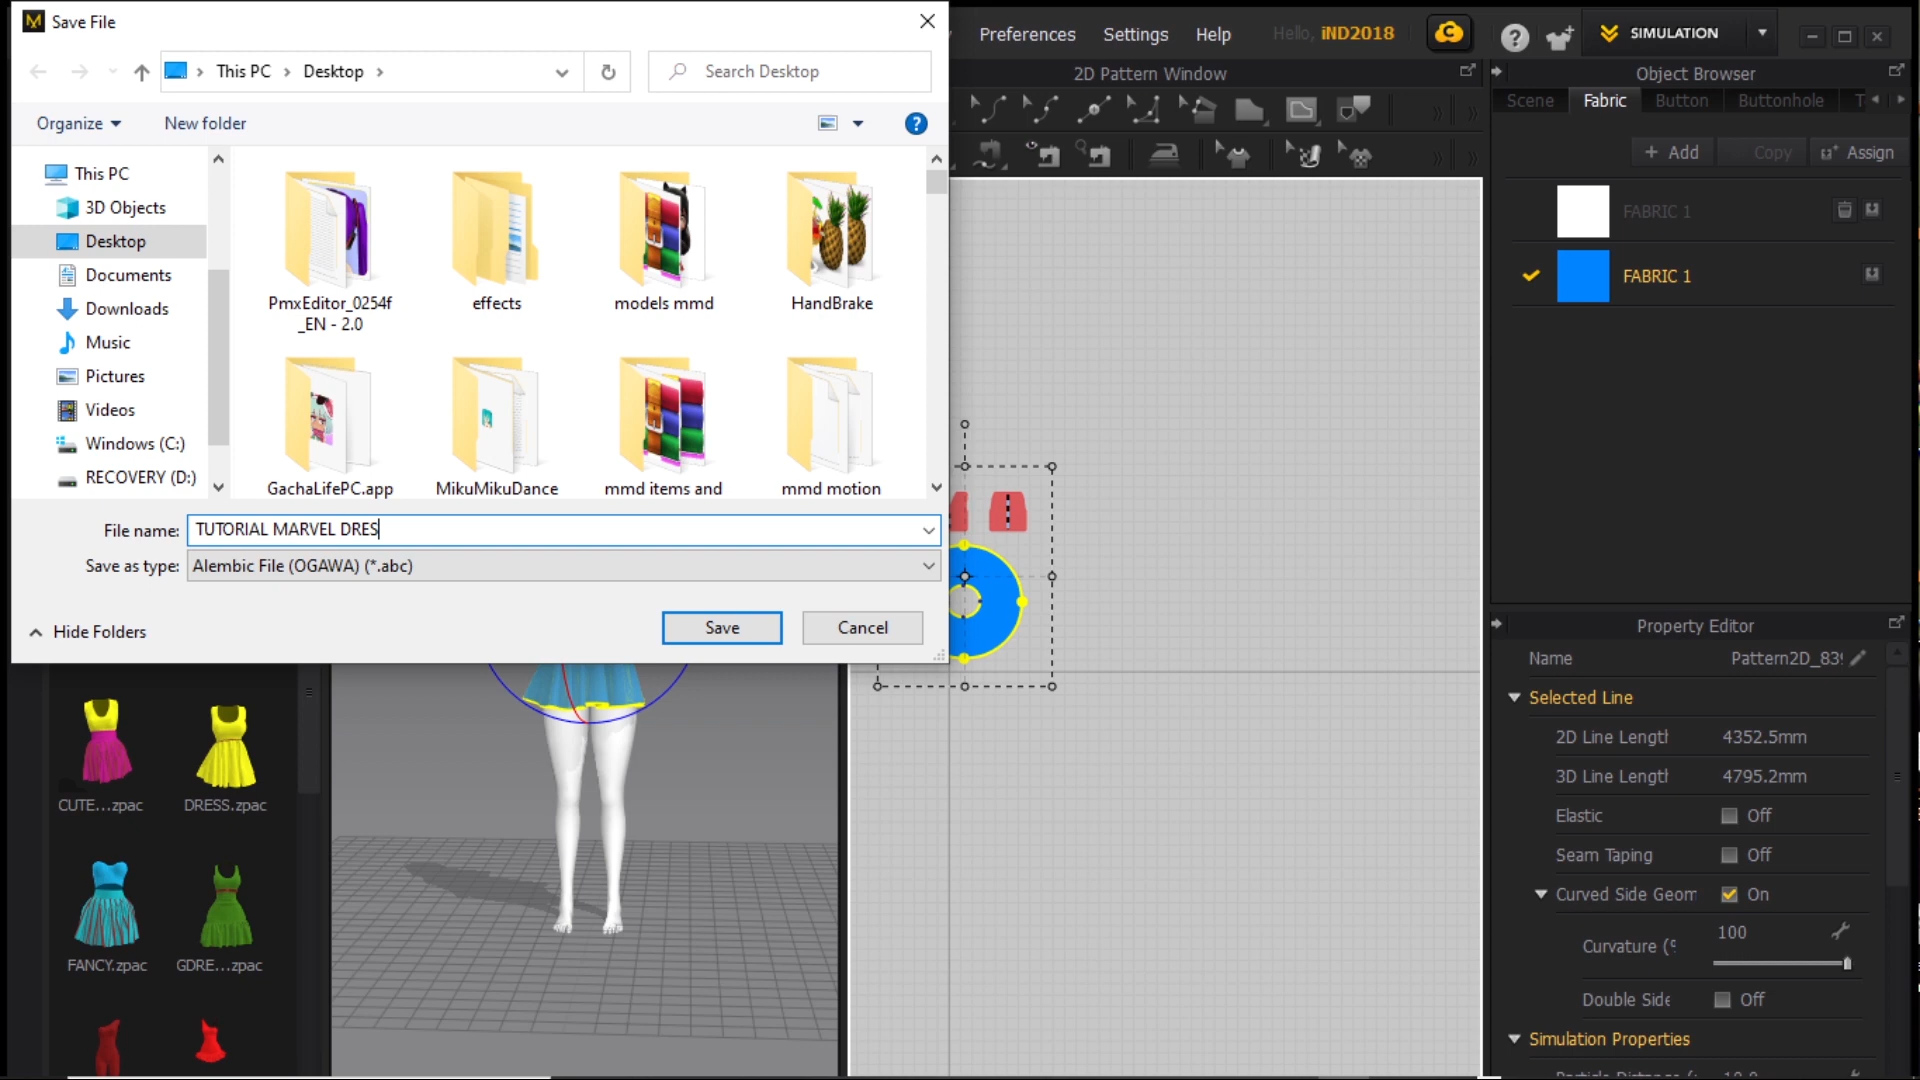 Save File
Preferences Settings Help Hello, iND2018 SIMULATION
This PC Desktop
Search Desktop
2D Pattern Window
Object Browser
Scene Fabric Button Buttonhole T
Organize New folder
+ Add Copy Assign
This PC
3D Objects
Desktop
Documents
Downloads
Music
Pictures
Videos
Windows (C:)
RECOVERY (D:)
PmxEditor_0254f
_EN - 2.0
effects
models mmd
HandBrake
GachaLifePC.app
MikuMikuDance
mmd items and
mmd motion
FABRIC 1
FABRIC 1
File name: TUTORIAL MARVEL DRES
Save as type: Alembic File (OGAWA) (*.abc)
Hide Folders
Save Cancel
Property Editor
Name Pattern2D_839
Selected Line
2D Line Length 4352.5mm
3D Line Length 4795.2mm
Elastic Off
Seam Taping Off
Curved Side Geom On
Curvature (% 100
Double Side Off
Simulation Properties
CUTE...zpac
DRESS.zpac
FANCY.zpac
GDRE...zpac